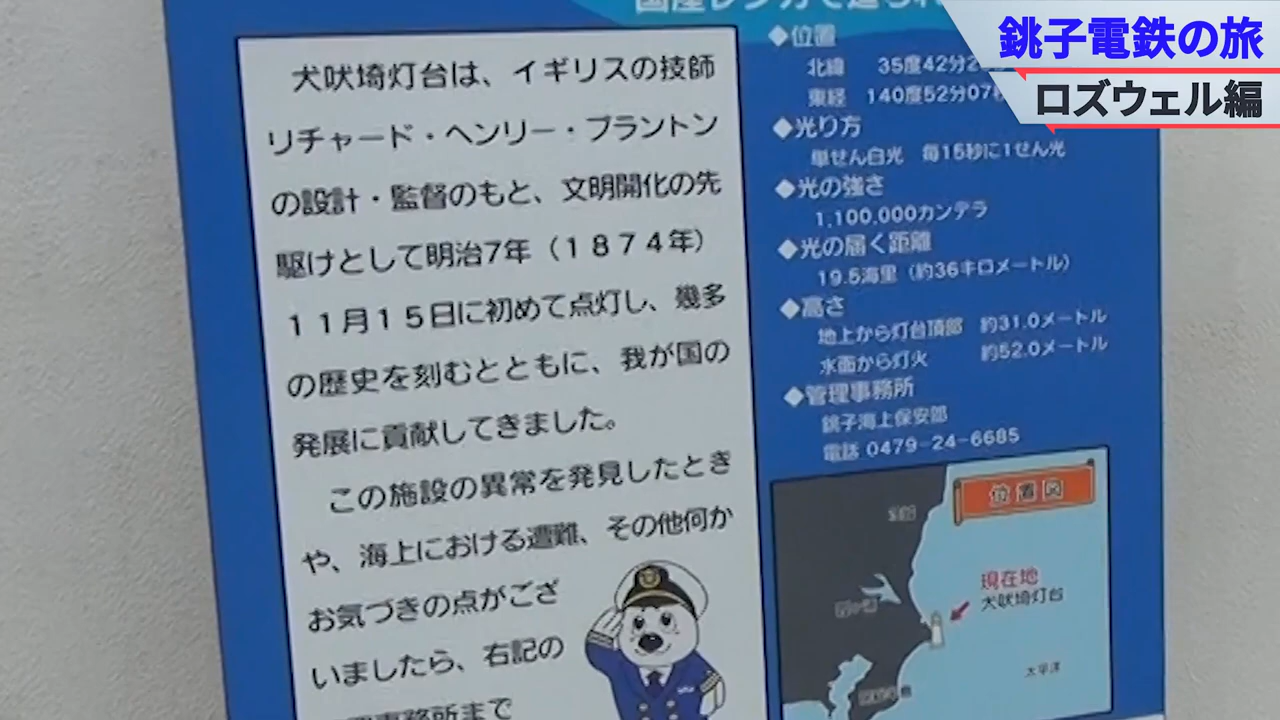 銚子電鉄の旅
ロズウェル編
犬吠埼灯台は、イギリスの技師
リチャード・ヘンリー・ブラントン
の設計・監督のもと、文明開化の先
駆けとして明治7年（１８７４年）
１１月１５日に初めて点灯し、幾多
の歴史を刻むとともに、我が国の
発展に貢献してきました。
この施設の異常を発見したとき
や、海上における遭難、その他何か
お気づきの点がござ
いましたら、右記の
事務所まで
◆位置
北緯 35度42分
東経 140度52分07秒
◆光り方
単せん白光 毎15秒に1せん光
◆光の強さ
1,100,000カンデラ
◆光の届く距離
19.5海里（約36キロメートル）
◆高さ
地上から灯台頂部 約31.0メートル
水面から灯火 約52.0メートル
◆管理事務所
銚子海上保安部
電話 0479-24-6685
位置図
現在地
犬吠埼灯台
太平洋